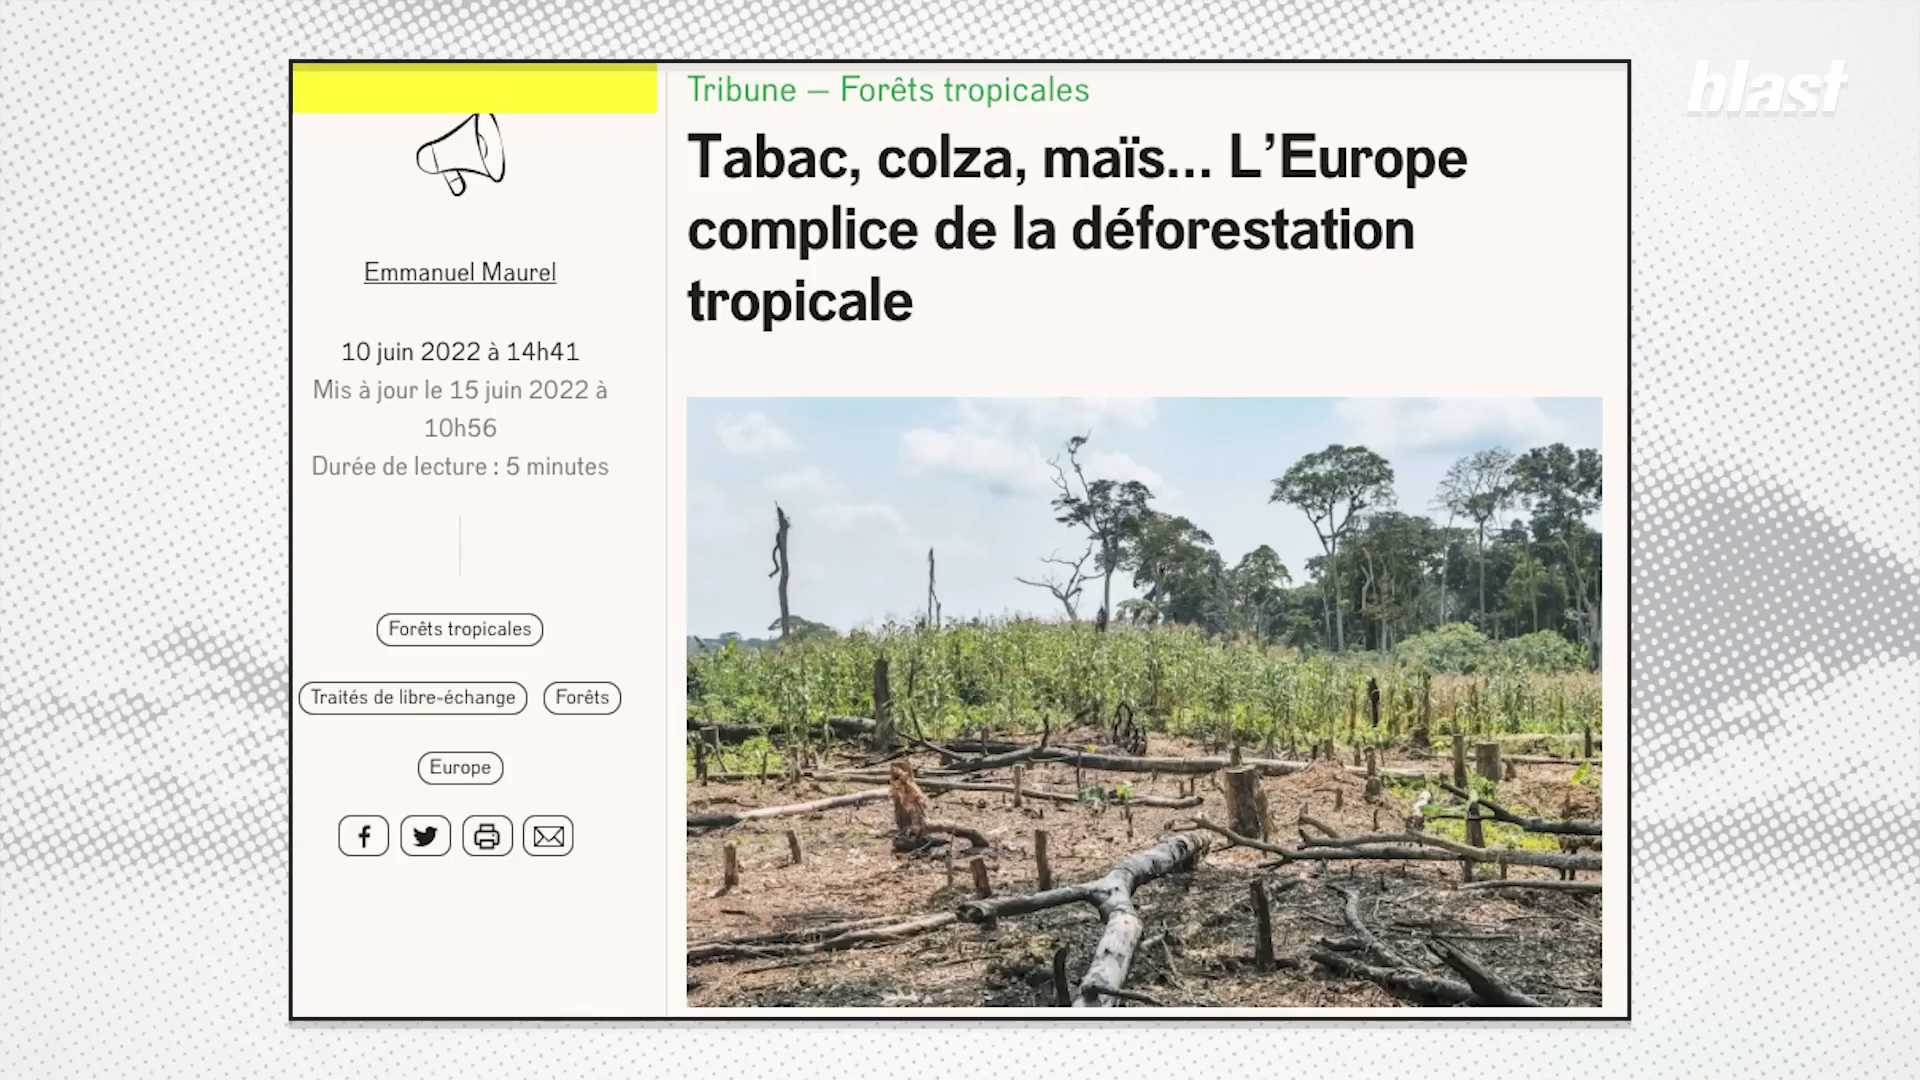 blast
Emmanuel Maurel
10 juin 2022 à 14h41
Mis à jour le 15 juin 2022 à
10h56
Durée de lecture : 5 minutes
Forêts tropicales
Traités de libre-échange
Forêts
Europe
Tribune — Forêts tropicales
Tabac, colza, maïs... L’Europe
complice de la déforestation
tropicale